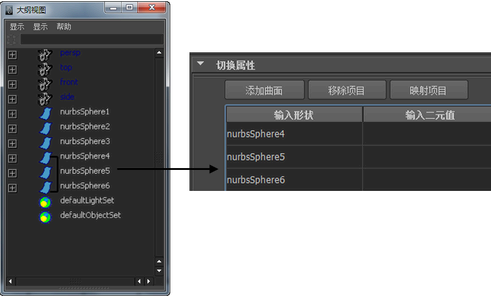 大纲视图
显示 显示 帮助
persp
top
front
side
nurbsSphere1
nurbsSphere2
nurbsSphere3
nurbsSphere4
nurbsSphere5
nurbsSphere6
defaultLightSet
defaultObjectSet
切换属性
添加曲面 移除项目 映射项目
输入形状 输入二元值
nurbsSphere4
nurbsSphere5
nurbsSphere6